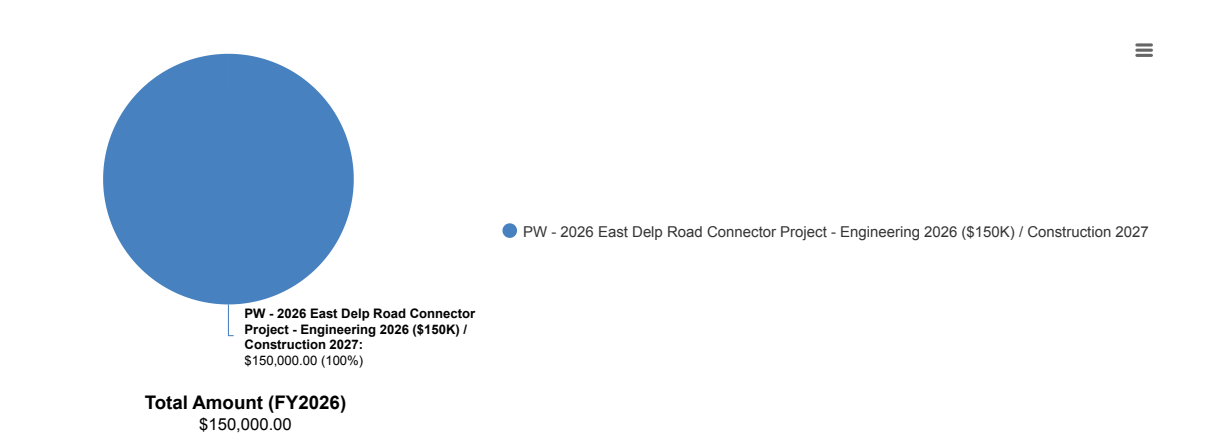 PW - 2026 East Delp Road Connector Project - Engineering 2026 ($150K) / Construction 2027
PW - 2026 East Delp Road Connector
Project - Engineering 2026 ($150K) /
Construction 2027:
$150,000.00 (100%)
Total Amount (FY2026)
$150,000.00